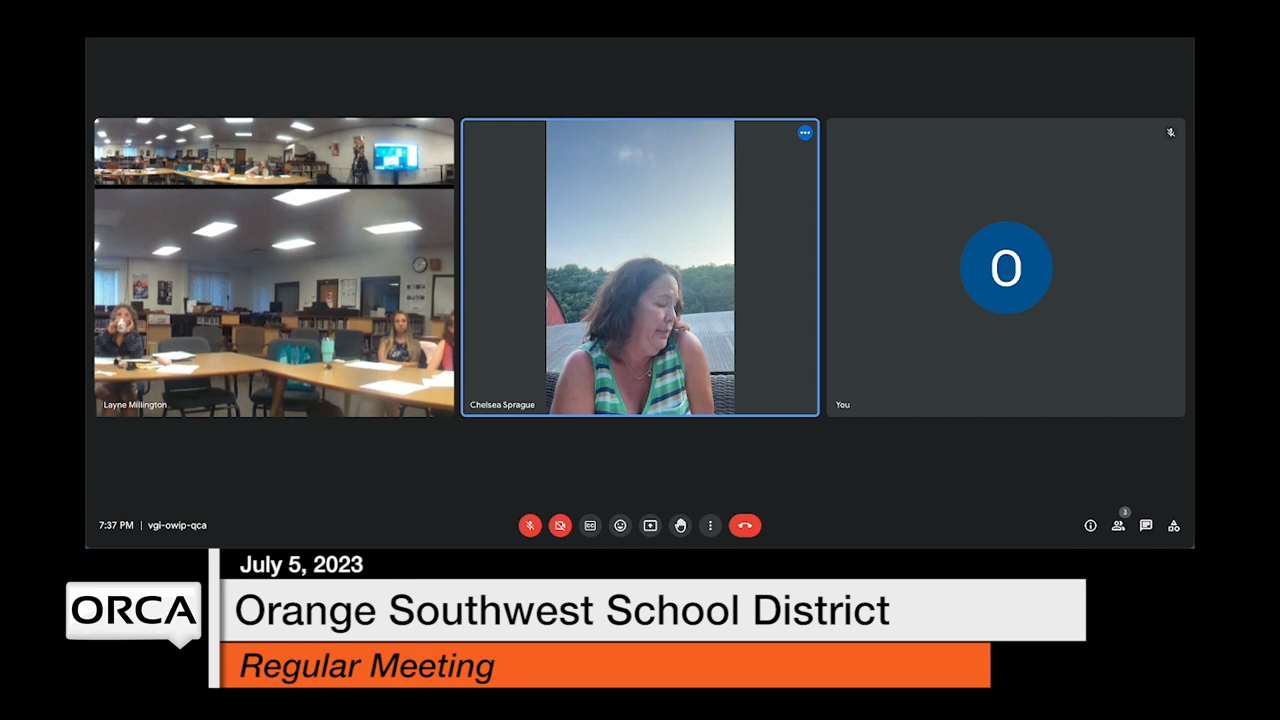 Layne Millington
Chelsea Sprague
O
You
7:37 PM | vgi-owip-qca
3
July 5, 2023
ORCA
Orange Southwest School District
Regular Meeting